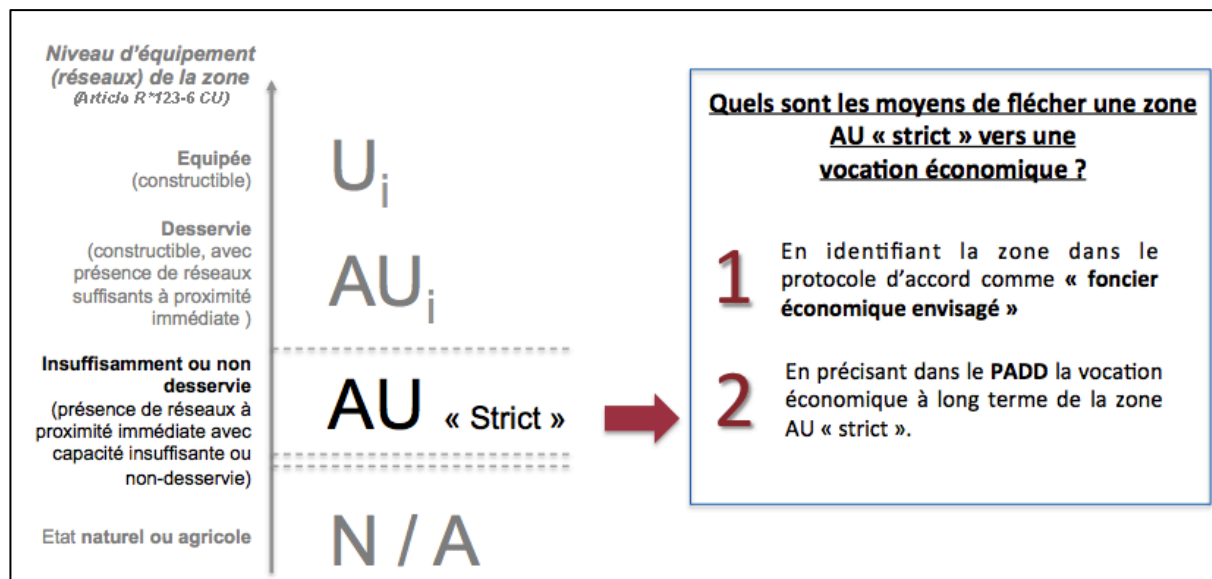 Niveau d'équipement
(réseaux) de la zone
(Article R*123-6 CU)
Equipée
(constructible)
Ui
Desservie
(constructible, avec
présence de réseaux
suffisants à proximité
immédiate )
AUi
Insuffisamment ou non
desservie
(présence de réseaux à
proximité immédiate avec
capacité insuffisante ou
non-desservie)
AU « Strict »
Etat naturel ou agricole
N / A
Quels sont les moyens de flécher une zone
AU « strict » vers une
vocation économique ?
1
En identifiant la zone dans le
protocole d'accord comme « foncier
économique envisagé »
2
En précisant dans le PADD la vocation
économique à long terme de la zone
AU « strict ».